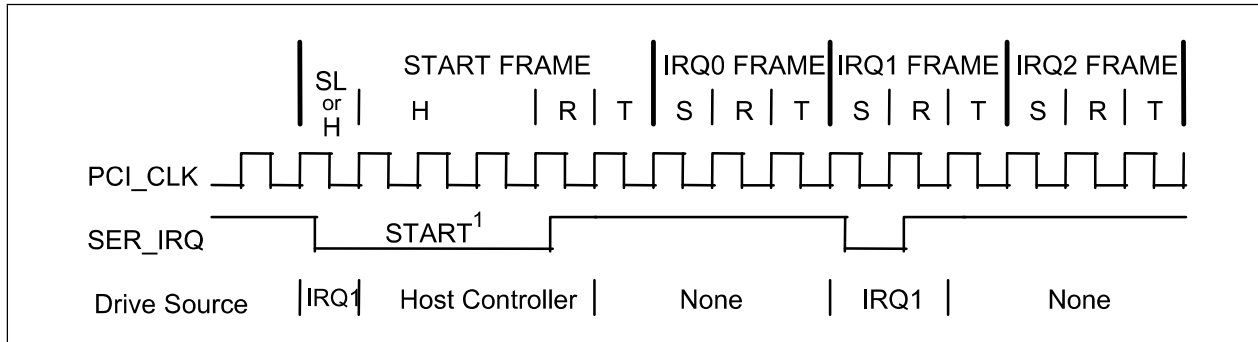 START FRAME IRQ0 FRAME IRQ1 FRAME IRQ2 FRAME
SL
or
H
H R T S R T S R T S R T
PCI_CLK
SER_IRQ START1
Drive Source IRQ1 Host Controller None IRQ1 None